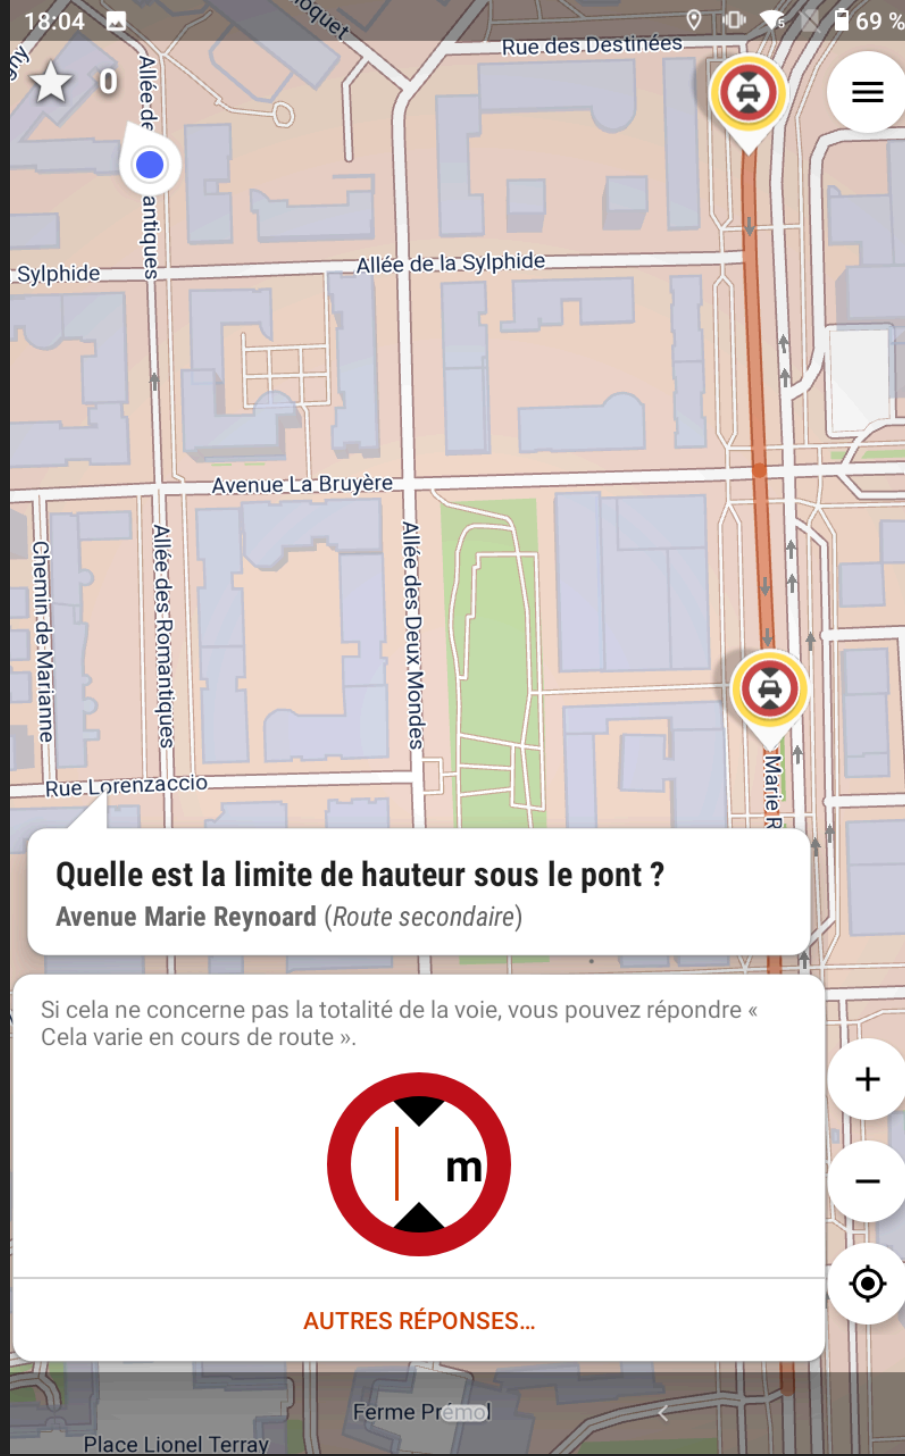 18:04
69 %
0
Rue des Destinées
Allée de
antiques
Sylphide
Allée de la Sylphide
Avenue La Bruyère
Chemin de Marianne
Allée des Romantiques
Allée des Deux Mondes
Rue Lorenzaccio
Marie R
Quelle est la limite de hauteur sous le pont ?
Avenue Marie Reynoard (Route secondaire)
Si cela ne concerne pas la totalité de la voie, vous pouvez répondre «
Cela varie en cours de route ».
m
AUTRES RÉPONSES…
Ferme Prémol
Place Lionel Terray